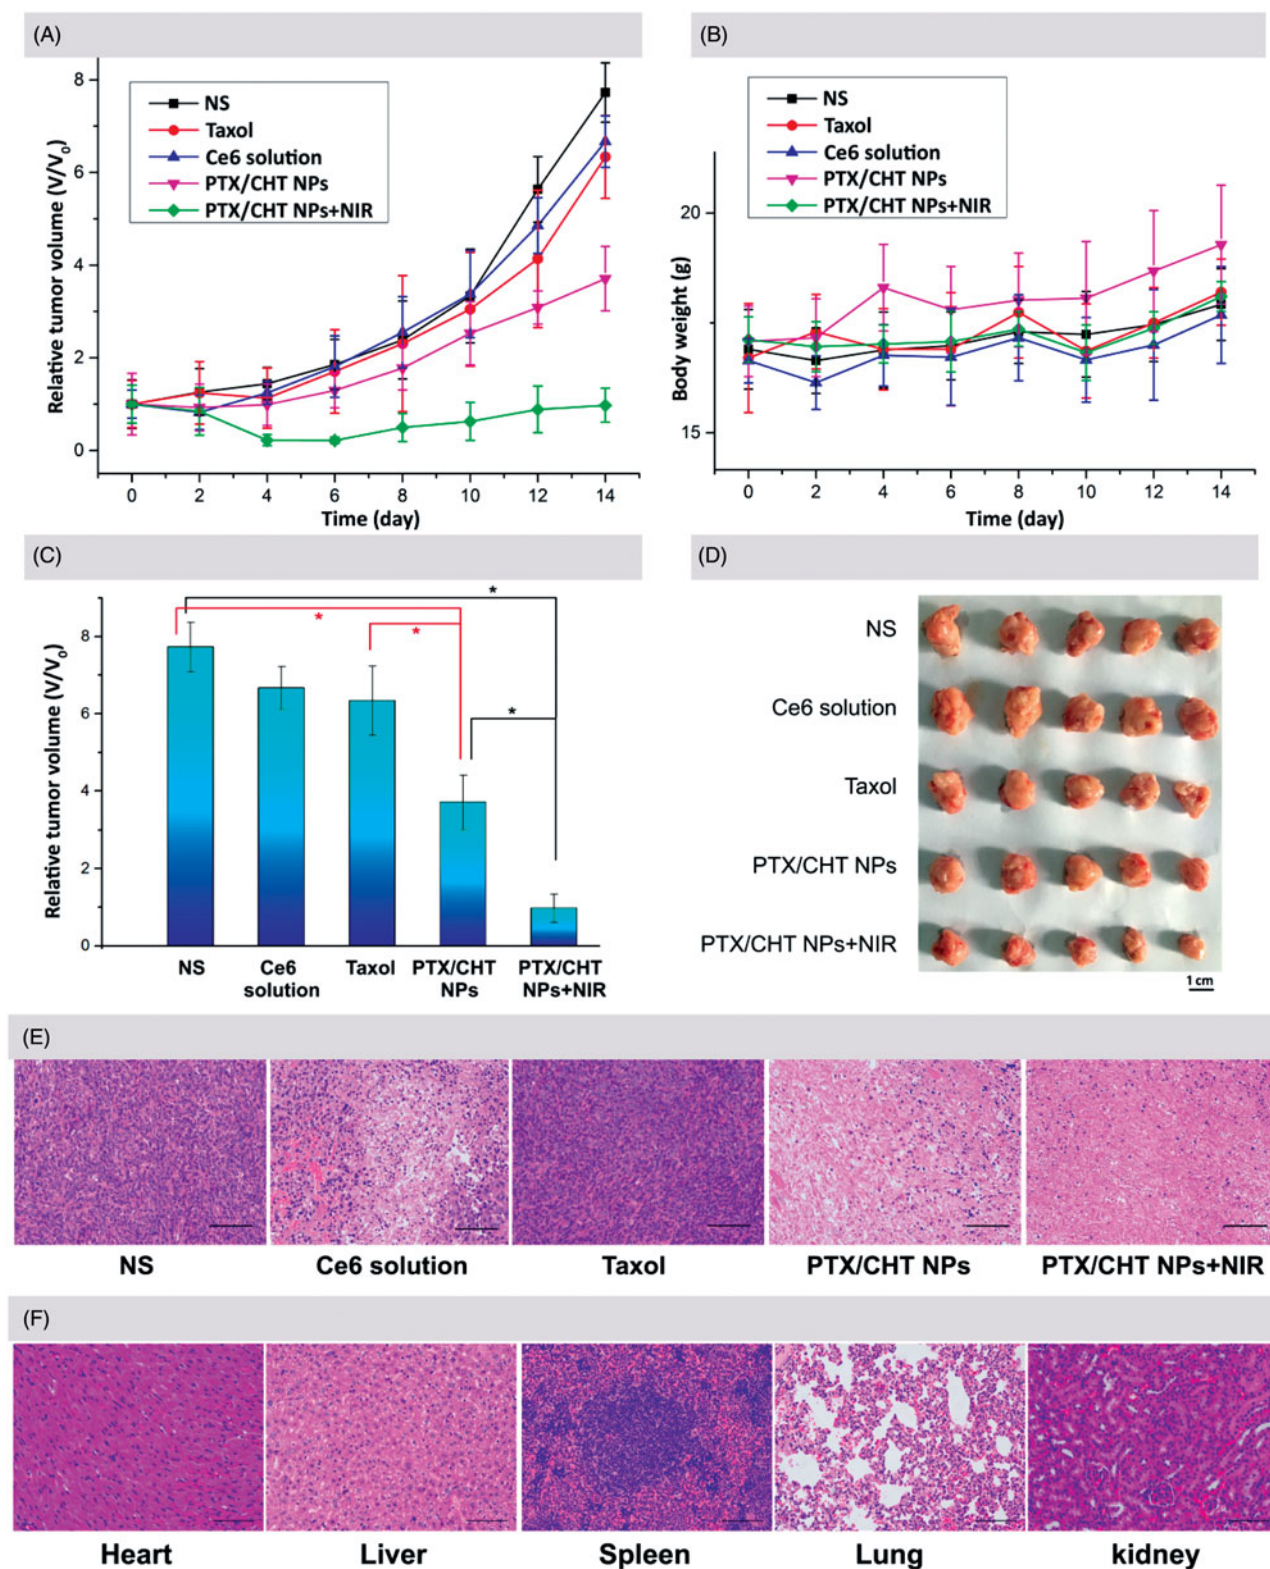 (A)
8
6
4
2
0
Relative tumor volume (V/V0)
NS
Taxol
Ce6 solution
PTX/CHT NPs
PTX/CHT NPs+NIR
0 2 4 6 8 10 12 14
Time (day)
(B)
20
15
Body weight (g)
NS
Taxol
Ce6 solution
PTX/CHT NPs
PTX/CHT NPs+NIR
0 2 4 6 8 10 12 14
Time (day)
(C)
8
6
4
2
0
Relative tumor volume (V/V0)
*
*
*
*
NS
Ce6
solution
Taxol
PTX/CHT
NPs
PTX/CHT
NPs+NIR
(D)
NS
Ce6 solution
Taxol
PTX/CHT NPs
PTX/CHT NPs+NIR
1 cm
(E)
NS
Ce6 solution
Taxol
PTX/CHT NPs
PTX/CHT NPs+NIR
(F)
Heart
Liver
Spleen
Lung
kidney